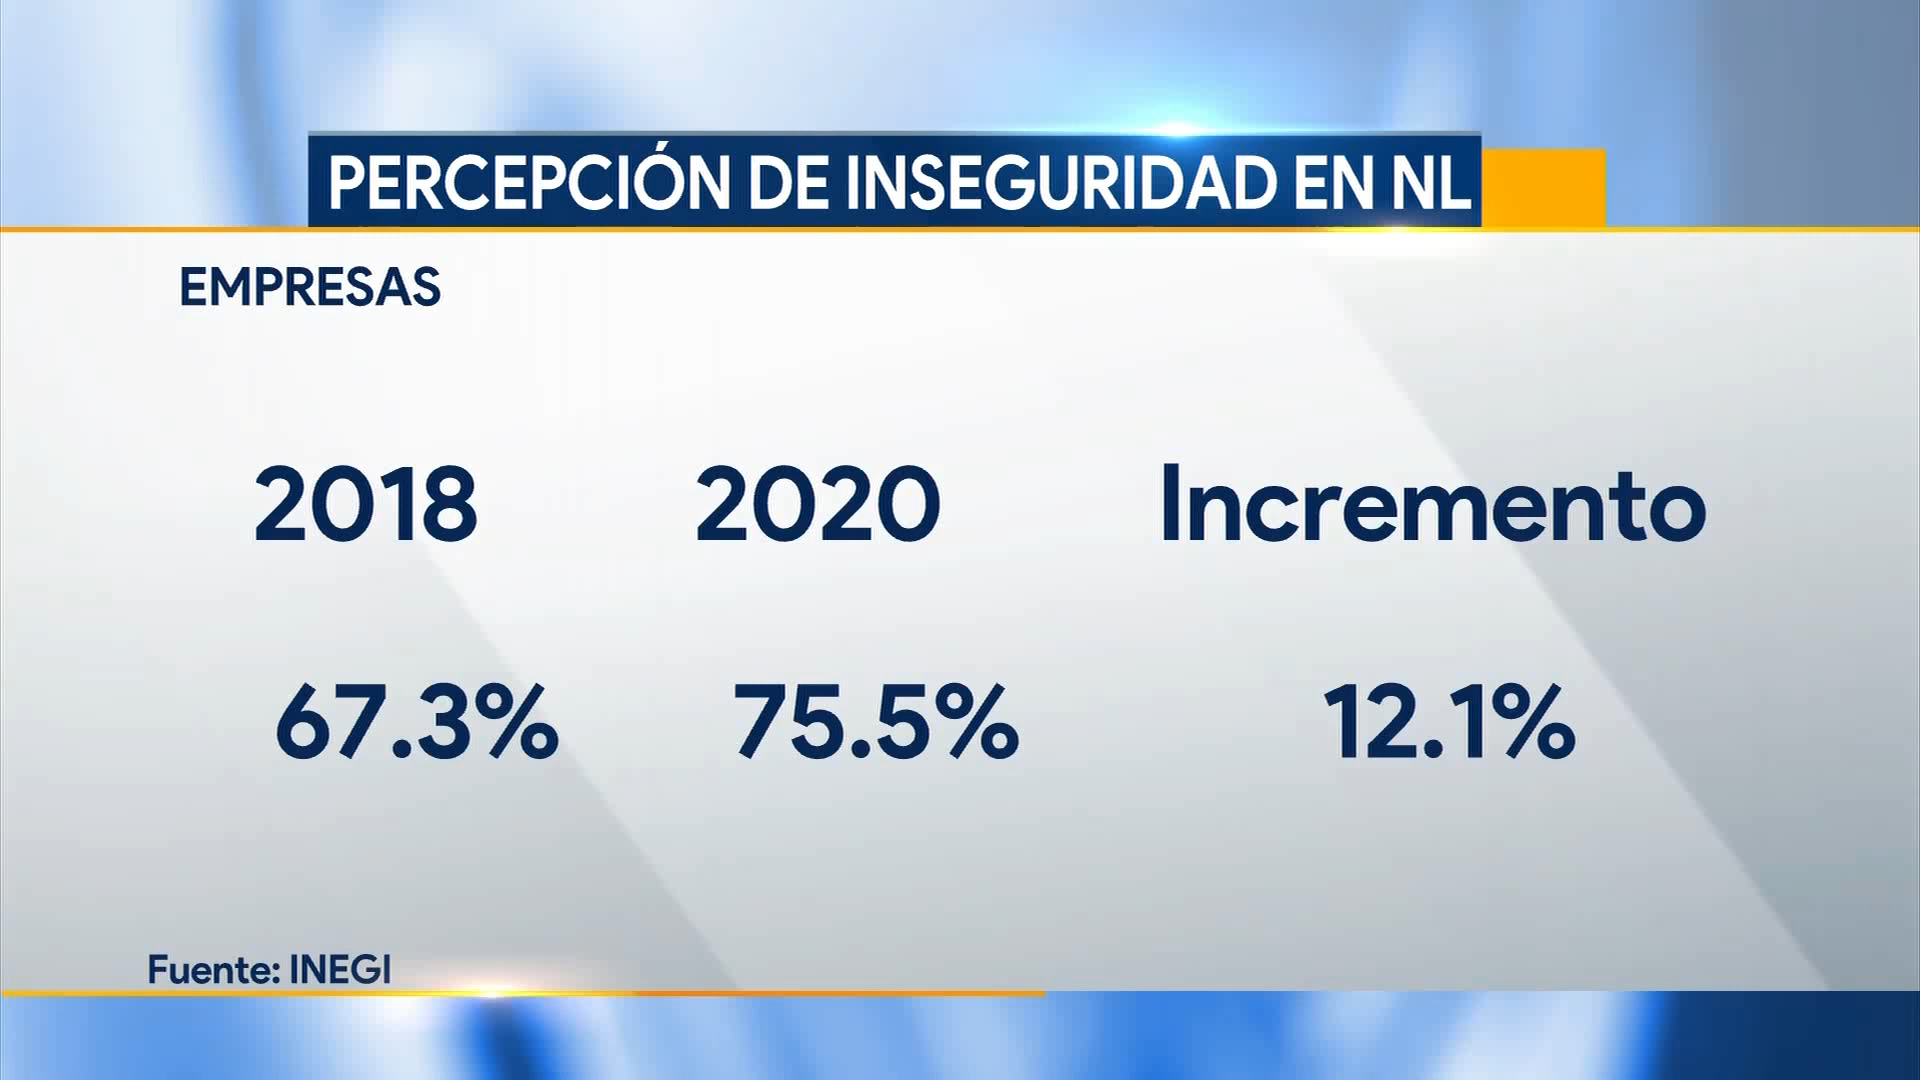 PERCEPCIÓN DE INSEGURIDAD EN NL
EMPRESAS
2018 2020 Incremento
67.3% 75.5% 12.1%
Fuente: INEGI